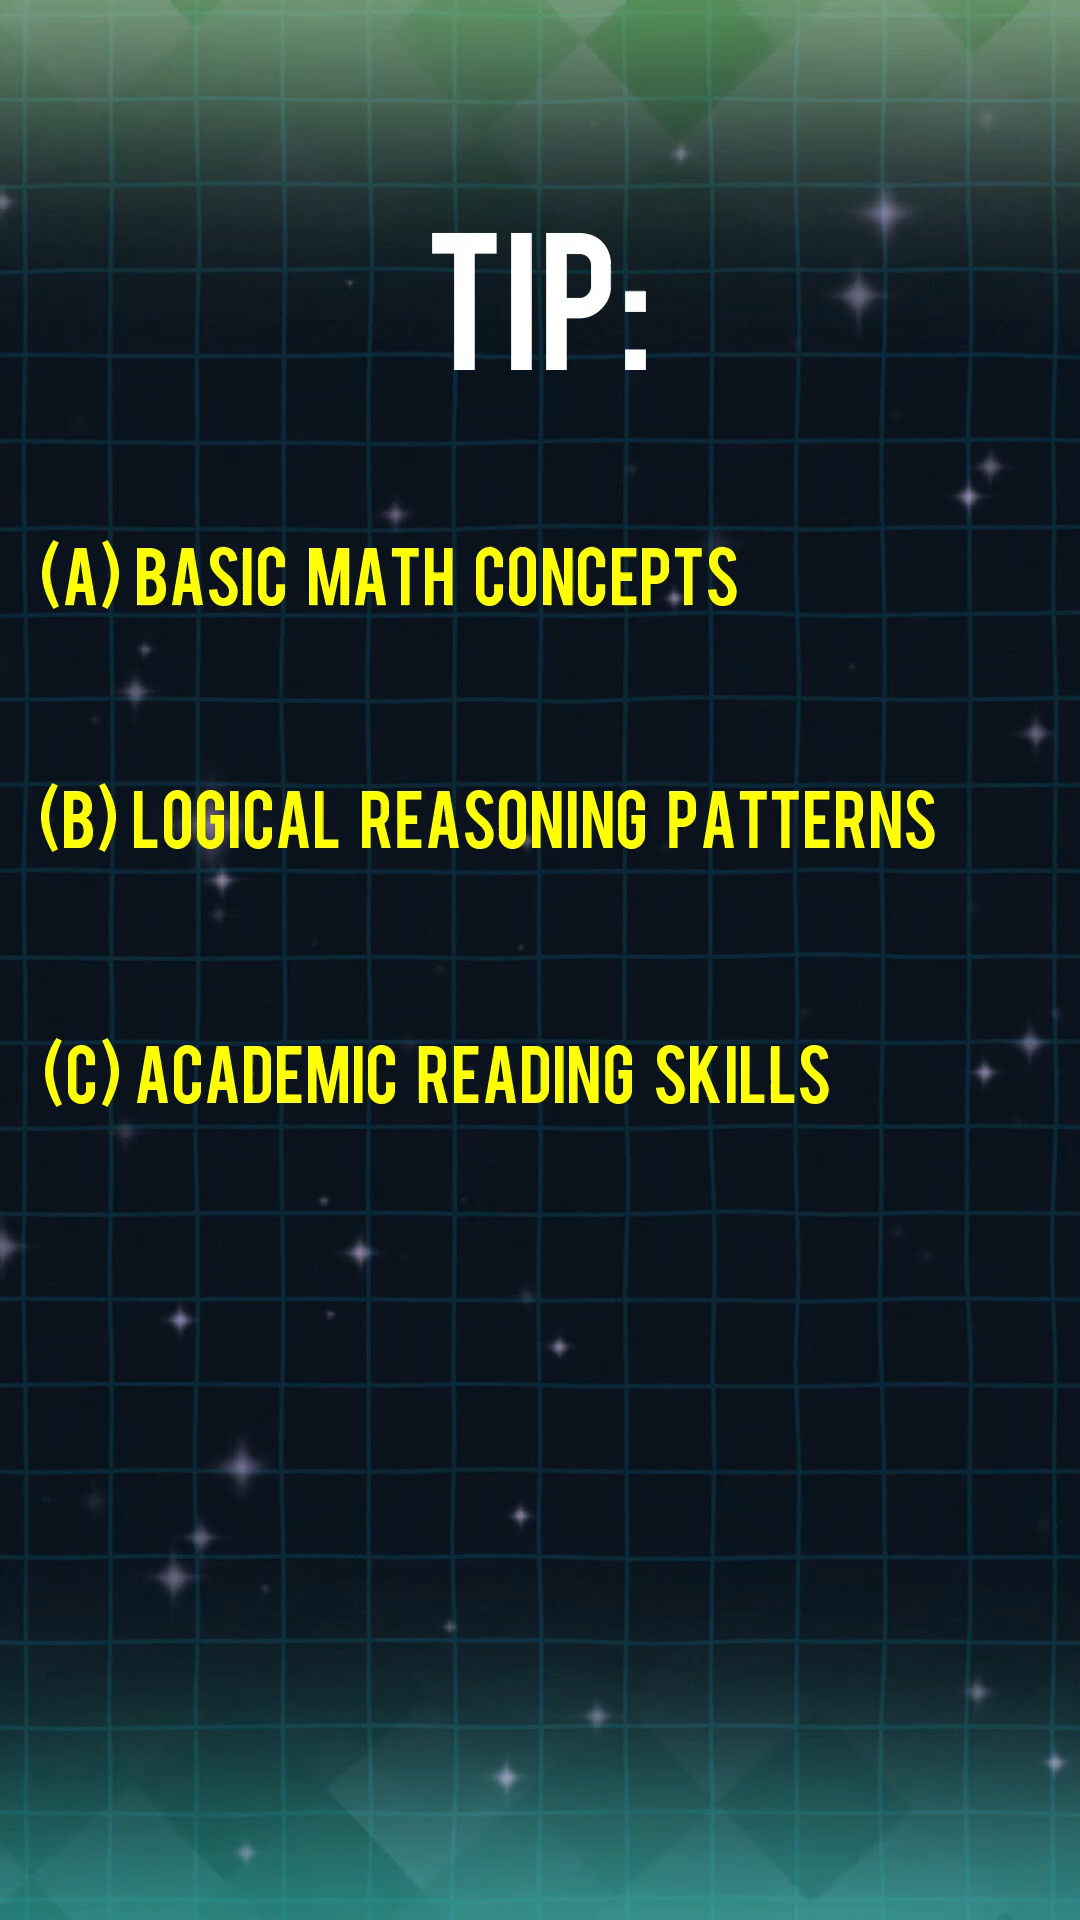 TIP:
(A) BASIC MATH CONCEPTS
(B) LOGICAL REASONING PATTERNS
(C) ACADEMIC READING SKILLS